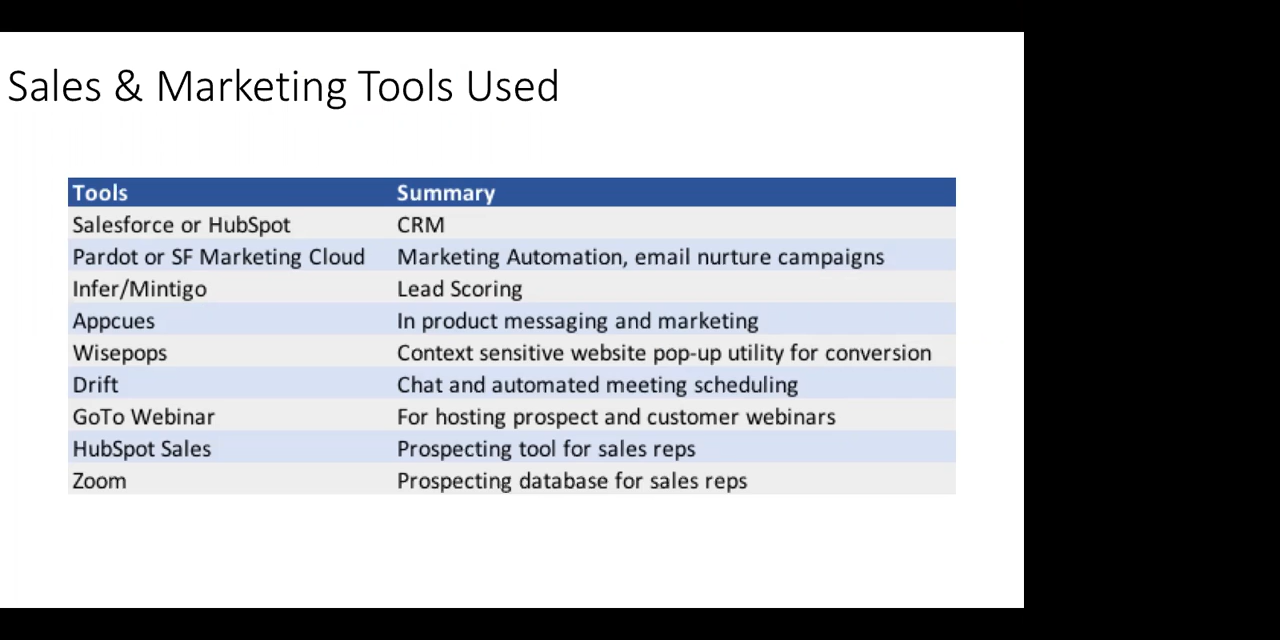 Sales & Marketing Tools Used
Tools Summary
Salesforce or HubSpot CRM
Pardot or SF Marketing Cloud Marketing Automation, email nurture campaigns
Infer/Mintigo Lead Scoring
Appcues In product messaging and marketing
Wisepops Context sensitive website pop-up utility for conversion
Drift Chat and automated meeting scheduling
GoTo Webinar For hosting prospect and customer webinars
HubSpot Sales Prospecting tool for sales reps
Zoom Prospecting database for sales reps